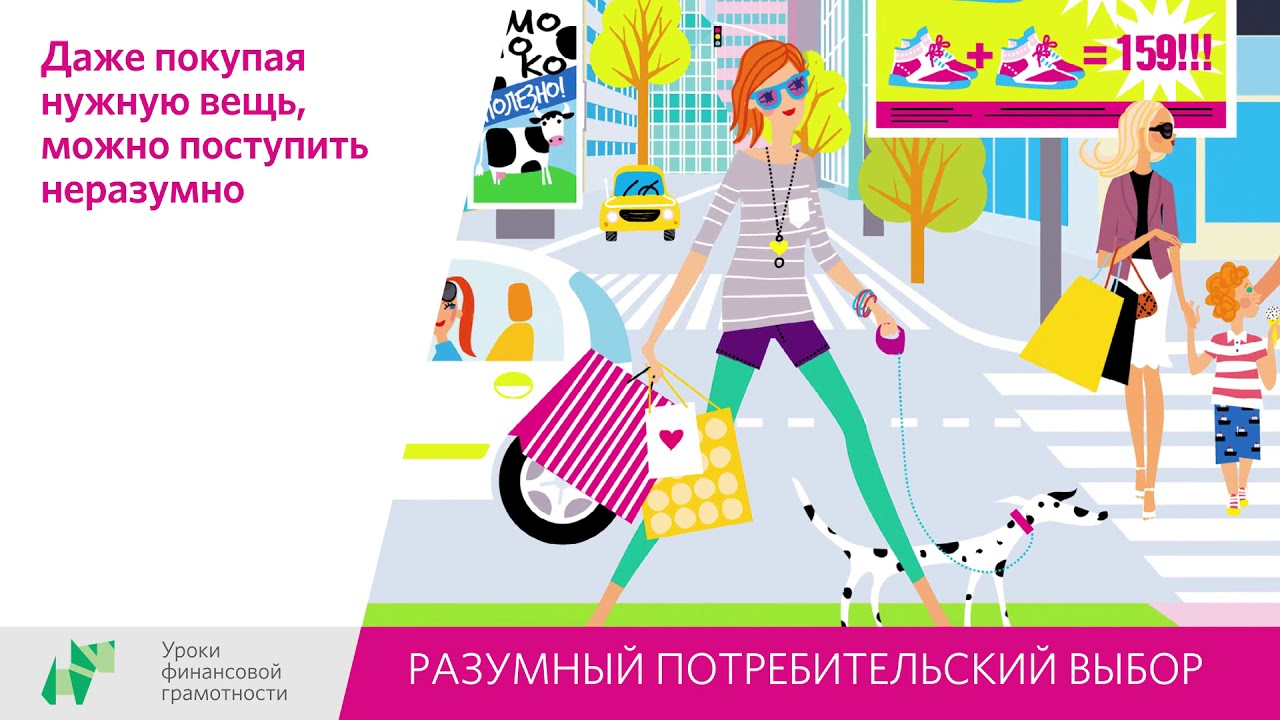 Даже покупая
нужную вещь,
можно поступить
неразумно
МО
О
КО
ПОЛЕЗНО!
+ = 159!!!
Уроки
финансовой
грамотности
РАЗУМНЫЙ ПОТРЕБИТЕЛЬСКИЙ ВЫБОР